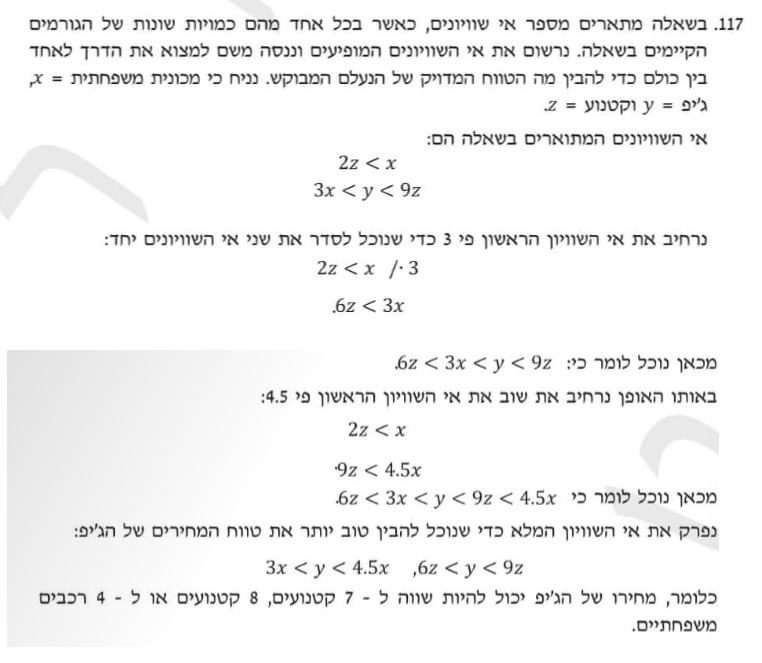 117. בשאלה מתארים מספר אי שוויונים, כאשר בכל אחד מהם כמויות שונות של הגורמים
הקיימים בשאלה. נרשום את אי השוויונים המופיעים וננסה משם למצוא את הדרך לאחד
בין כולם כדי להבין מה הטווח המדויק של הנעלם המבוקש. נניח כי מכונית משפחתית = x,
ג'יפ = y וקטנוע = z.
אי השוויונים המתוארים בשאלה הם:
2z < x
3x < y < 9z
נרחיב את אי השוויון הראשון פי 3 כדי שנוכל לסדר את שני אי השוויונים יחד:
2z < x /· 3
.6z < 3x
מכאן נוכל לומר כי: 6z < 3x < y < 9z.
באותו האופן נרחיב את שוב את אי השוויון הראשון פי 4.5:
2z < x
9z < 4.5x
מכאן נוכל לומר כי 6z < 3x < y < 9z < 4.5x.
נפרק את אי השוויון המלא כדי שנוכל להבין טוב יותר את טווח המחירים של הג'יפ:
3x < y < 4.5x ,6z < y < 9z
כלומר, מחירו של הג'יפ יכול להיות שווה ל - 7 קטנועים, 8 קטנועים או ל - 4 רכבים
משפחתיים.